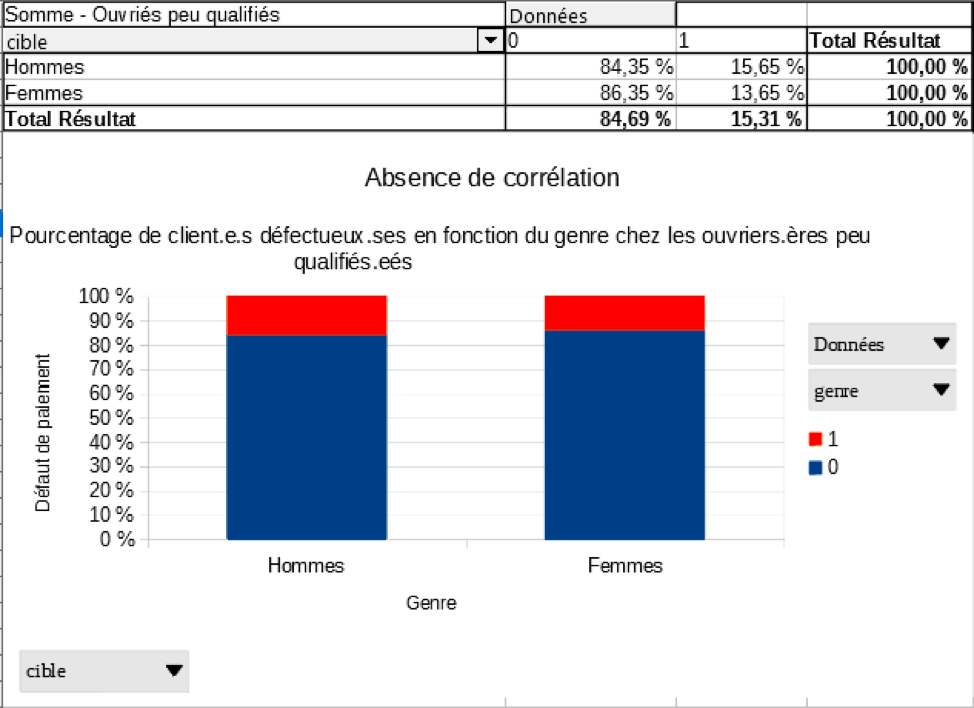 Somme - Ouvriés peu qualifiés Données
cible 0 1 Total Résultat
Hommes 84,35 % 15,65 % 100,00 %
Femmes 86,35 % 13,65 % 100,00 %
Total Résultat 84,69 % 15,31 % 100,00 %
Absence de corrélation
Pourcentage de client.e.s défectueux.ses en fonction du genre chez les ouvriers.ères peu
qualifiés.eés
100 %
90 %
80 %
70 %
60 %
50 %
40 %
30 %
20 %
10 %
0 %
Défaut de paiement
Hommes Femmes
Genre
Données
genre
1
0
cible